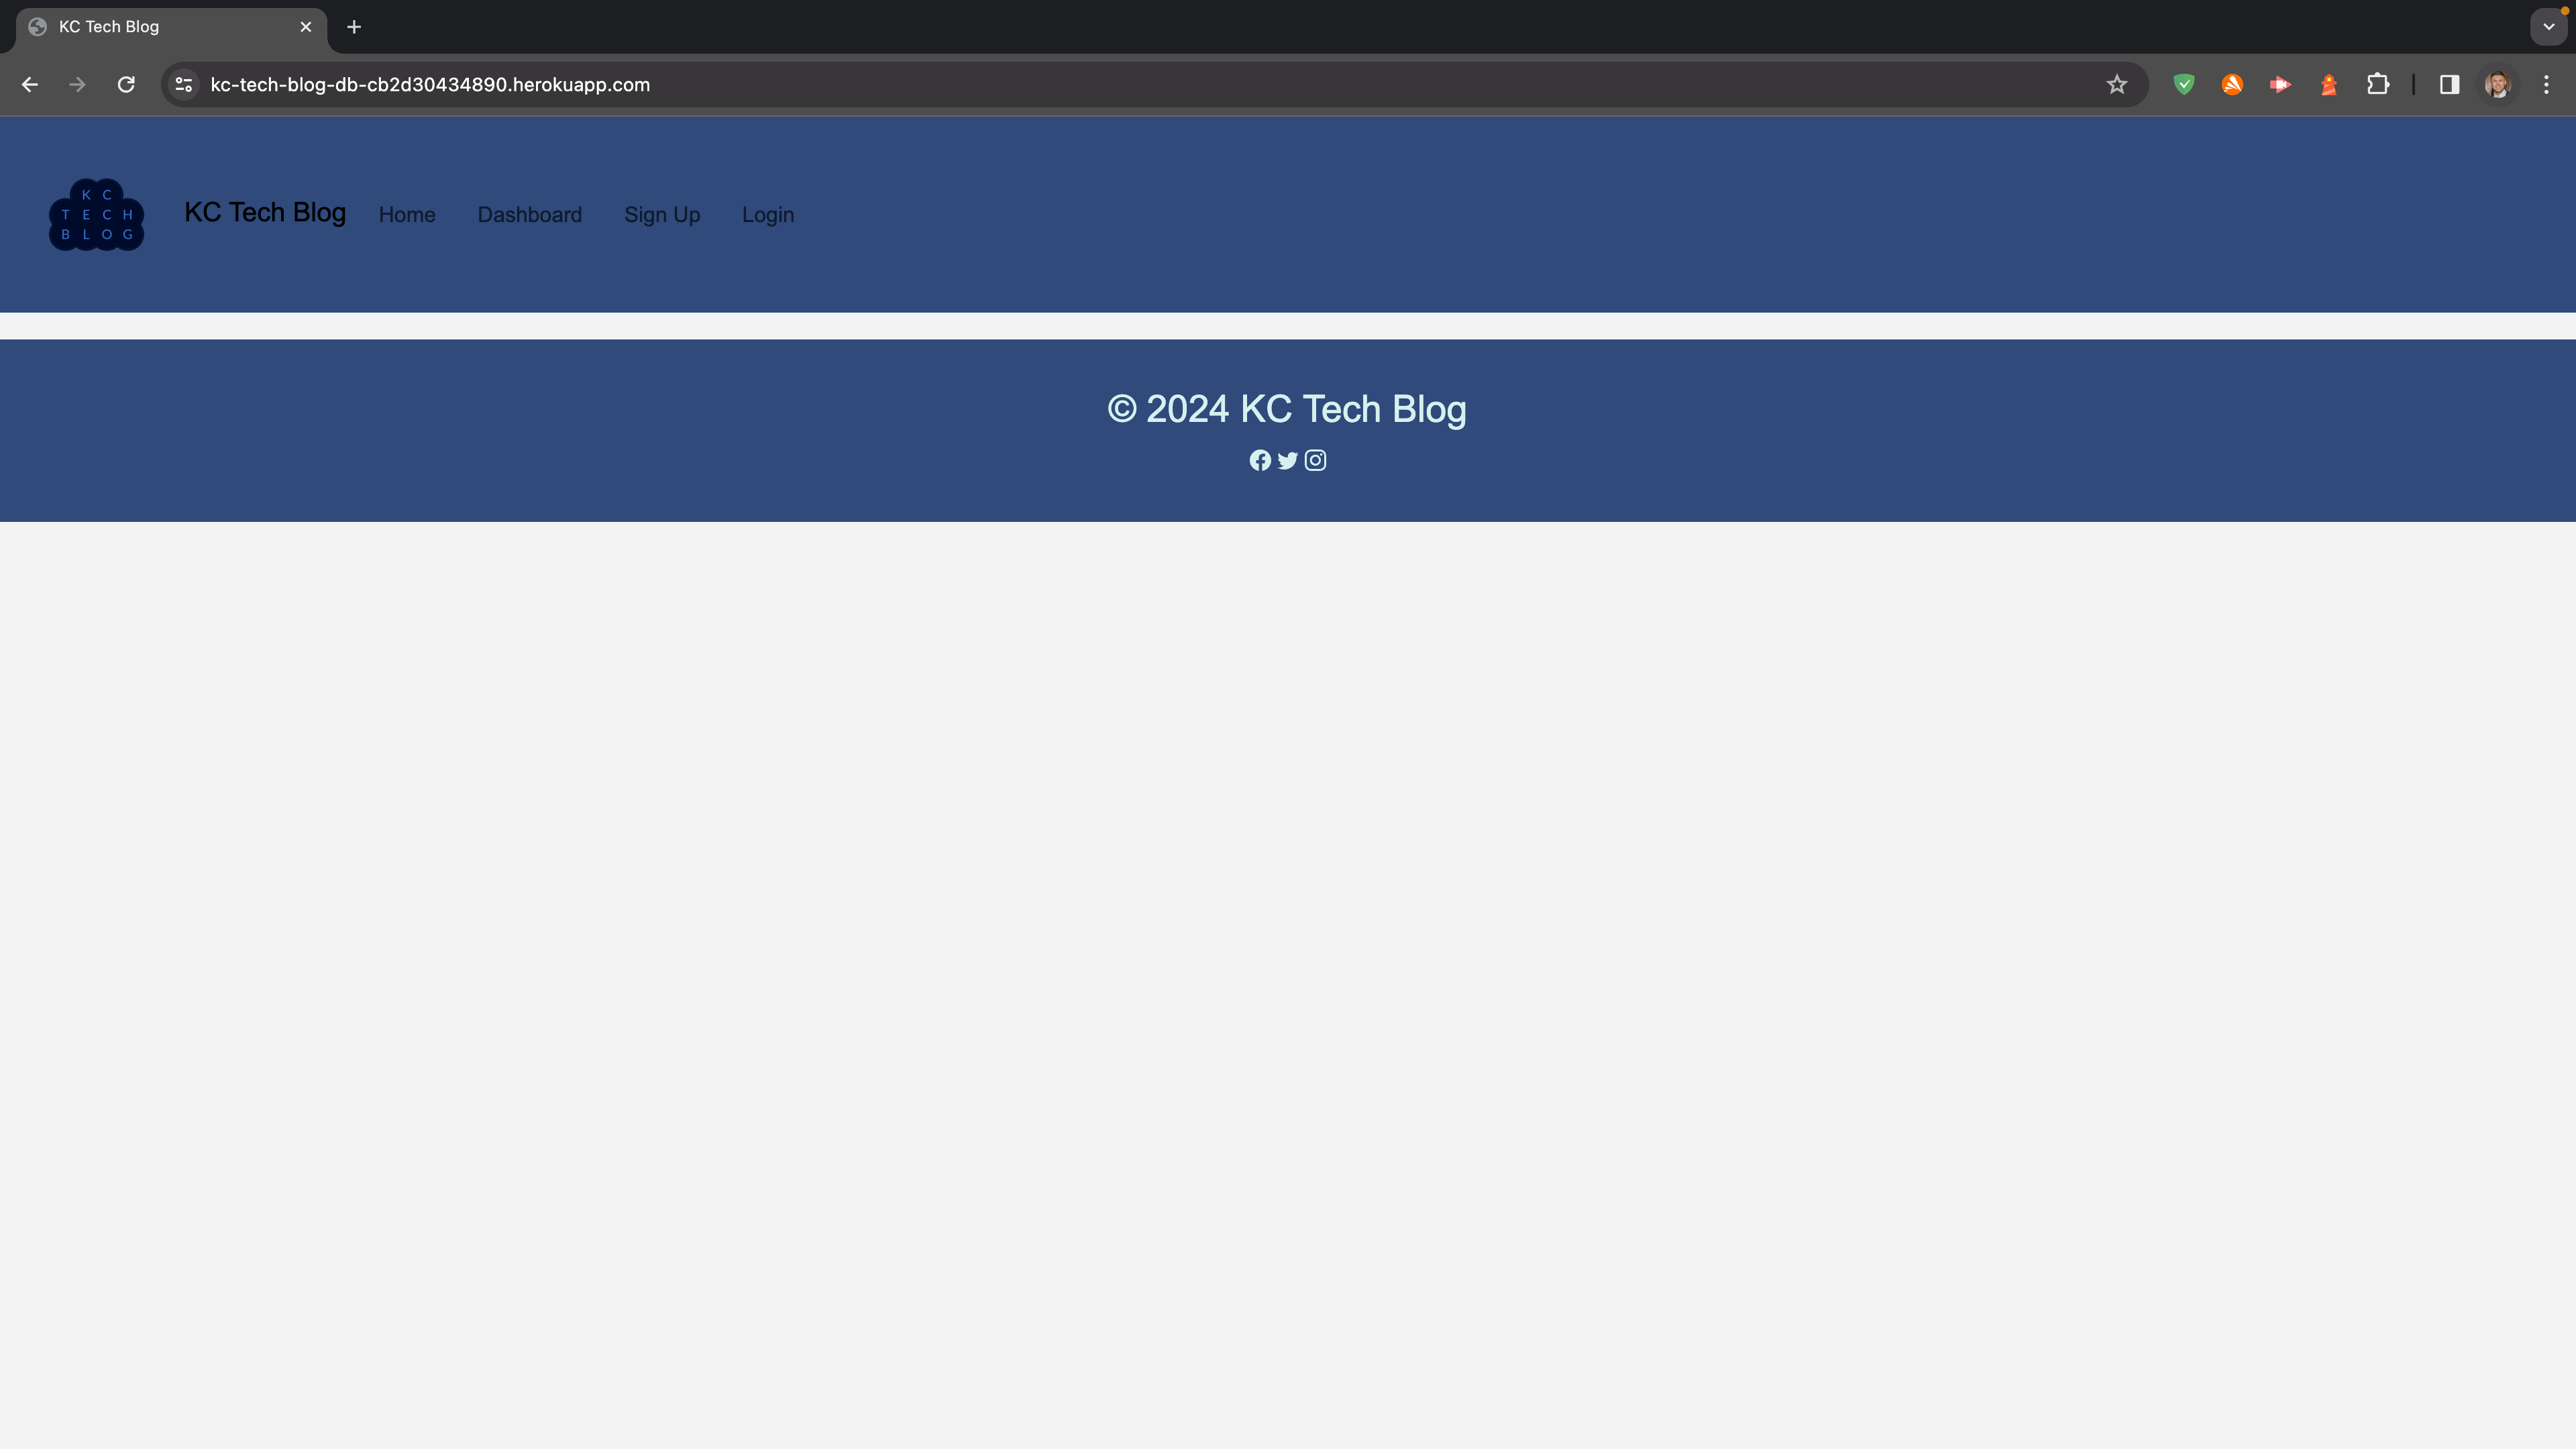 KC Tech Blog
kc-tech-blog-db-cb2d30434890.herokuapp.com
K C
T E C H
B L O G
KC Tech Blog Home Dashboard Sign Up Login
© 2024 KC Tech Blog